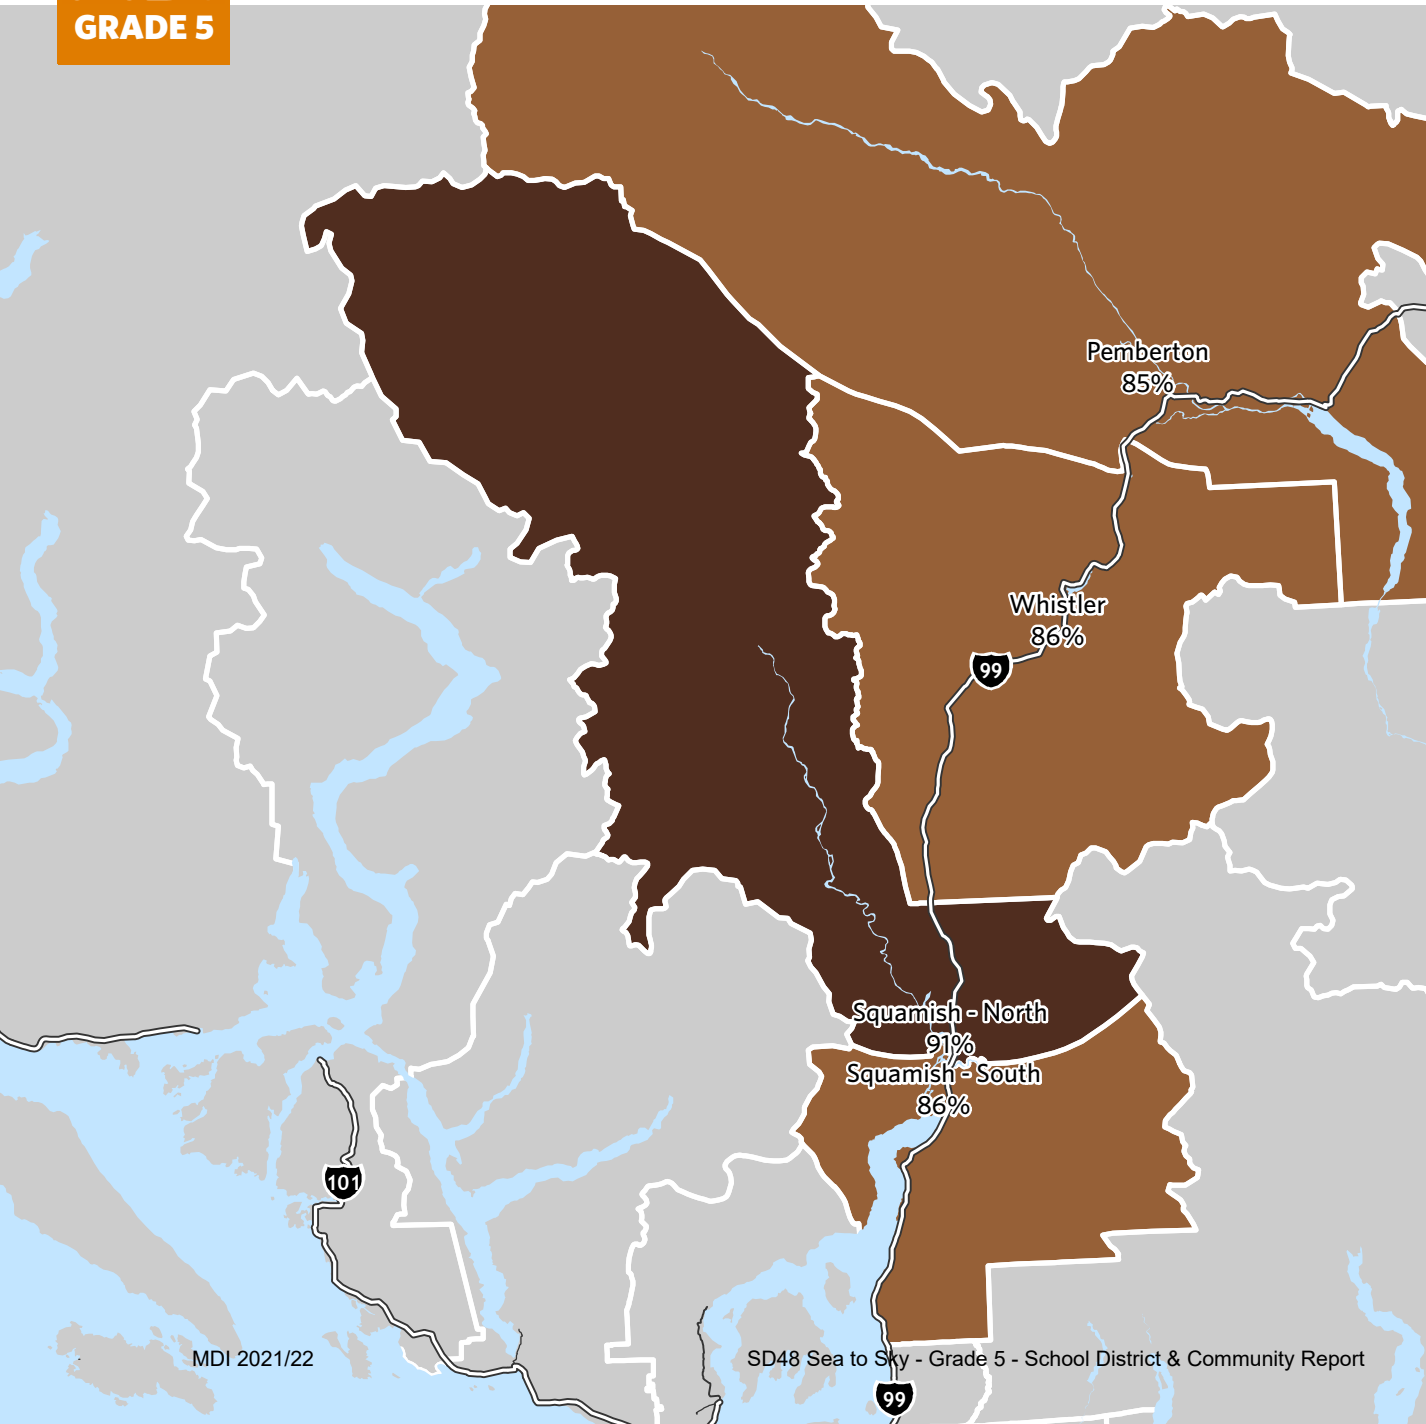 GRADE 5
Pemberton
85%
Whistler
86%
99
Squamish - North
91%
Squamish - South
86%
101
MDI 2021/22
SD48 Sea to Sky - Grade 5 - School District & Community Report
99